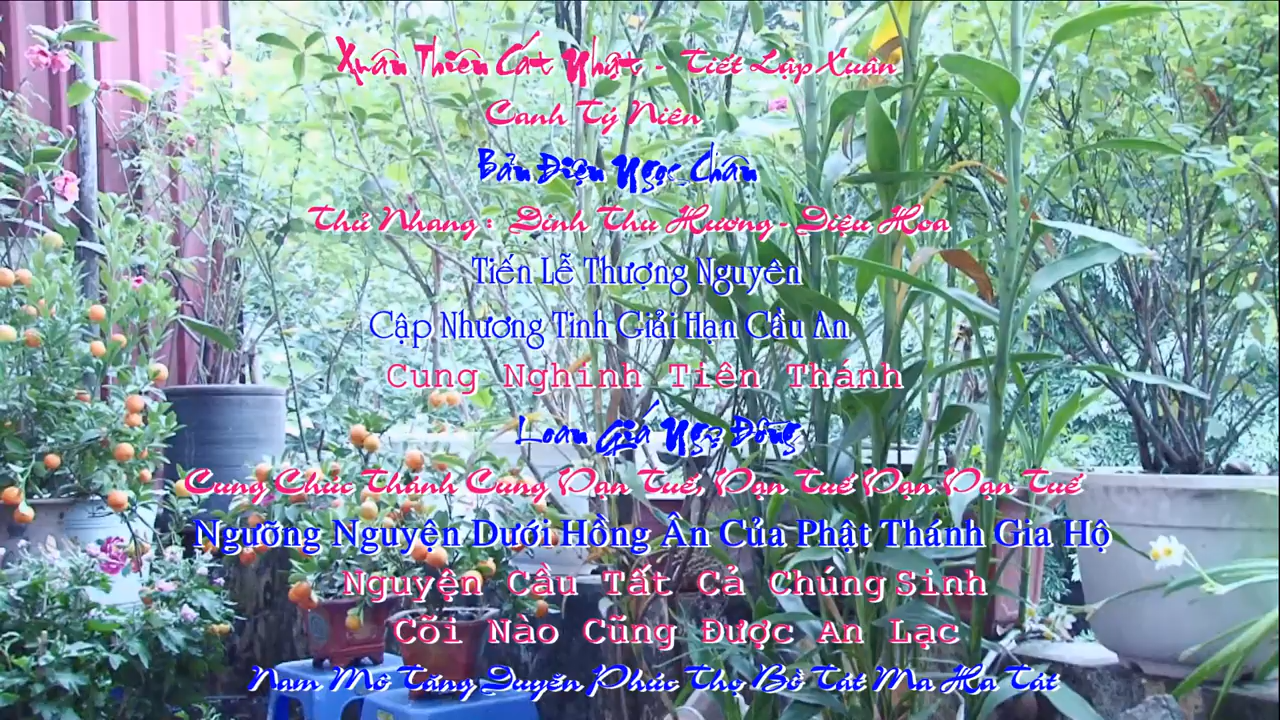 Xuân Thiên Cát Nhật - Tiết Lập Xuân
Canh Tý Niên
Bản Điện Ngọc Chân
Thủ Nhang : Đinh Thu Hương - Diệu Hoa
Tiến Lễ Thượng Nguyên
Cập Nhương Tinh Giải Hạn Cầu An
Cung Nghinh Tiên Thánh
Loan Giá Ngự Đồng
Cung Chúc Thánh Cung Vạn Tuế, Vạn Tuế Vạn Vạn Tuế
Ngưỡng Nguyện Dưới Hồng Ân Của Phật Thánh Gia Hộ
Nguyện Cầu Tất Cả Chúng Sinh
Cõi Nào Cũng Được An Lạc
Nam Mô Tăng Duyên Phúc Thọ Bồ Tát Ma Ha Tát